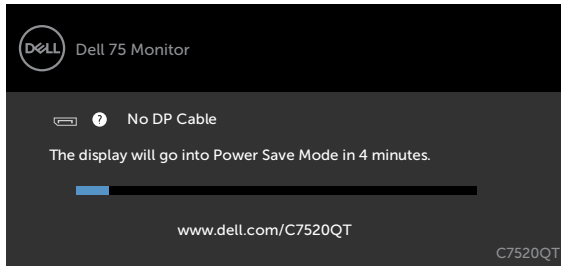 DELL Dell 75 Monitor
? No DP Cable
The display will go into Power Save Mode in 4 minutes.
www.dell.com/C7520QT
C7520QT